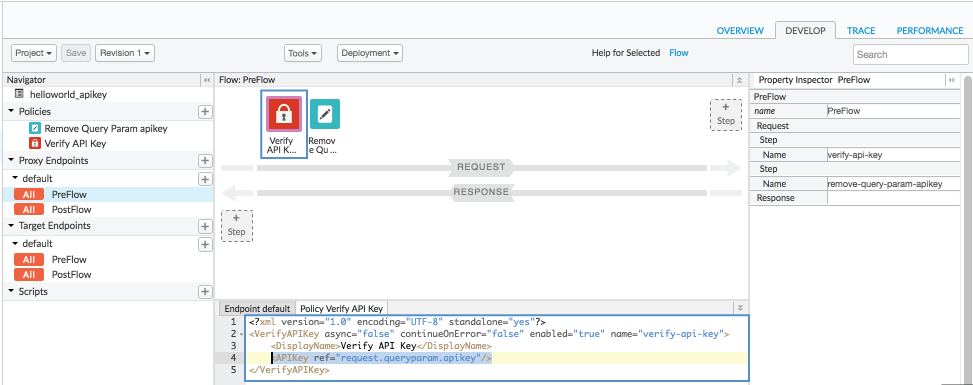 OVERVIEW DEVELOP TRACE PERFORMANCE
Project Save Revision 1 Tools Deployment Help for Selected Flow Search
Navigator
helloworld_apikey
Policies
Remove Query Param apikey
Verify API Key
Proxy Endpoints
default
All PreFlow
All PostFlow
Target Endpoints
default
All PreFlow
All PostFlow
Scripts
Flow: PreFlow
Verify Remov
API K... e Qu ...
+
Step
REQUEST
RESPONSE
+
Step
Endpoint default Policy Verify API Key
1 <?xml version="1.0" encoding="UTF-8" standalone="yes"?>
2 <VerifyAPIKey async="false" continueOnError="false" enabled="true" name="verify-api-key">
3 <DisplayName>Verify API Key</DisplayName>
4 <APIKey ref="request.queryparam.apikey"/>
5 </VerifyAPIKey>
Property Inspector PreFlow
PreFlow
name PreFlow
Request
Step
Name verify-api-key
Step
Name remove-query-param-apikey
Response